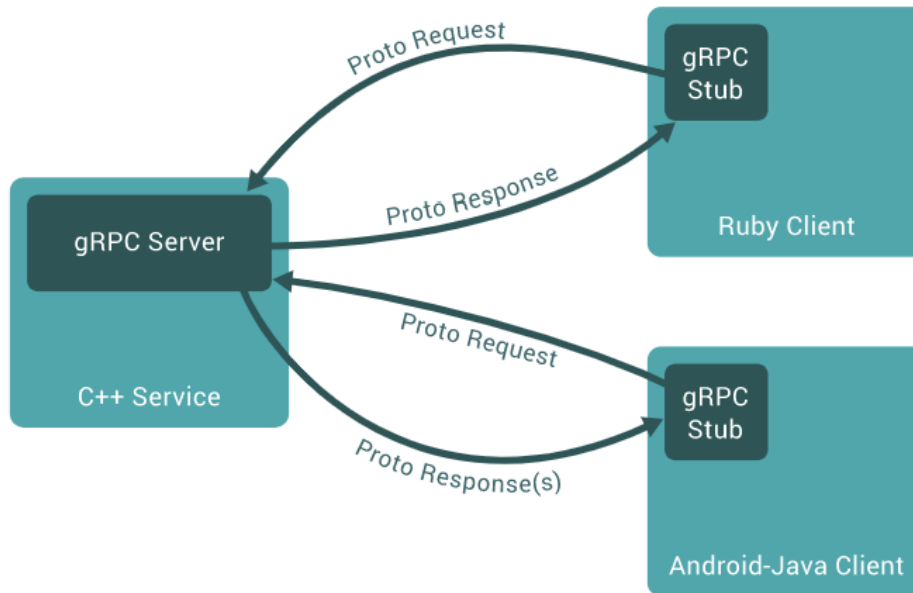 Proto Request
gRPC
Stub
Proto Response
Ruby Client
gRPC Server
C++ Service
Proto Request
gRPC
Stub
Proto Response(s)
Android-Java Client